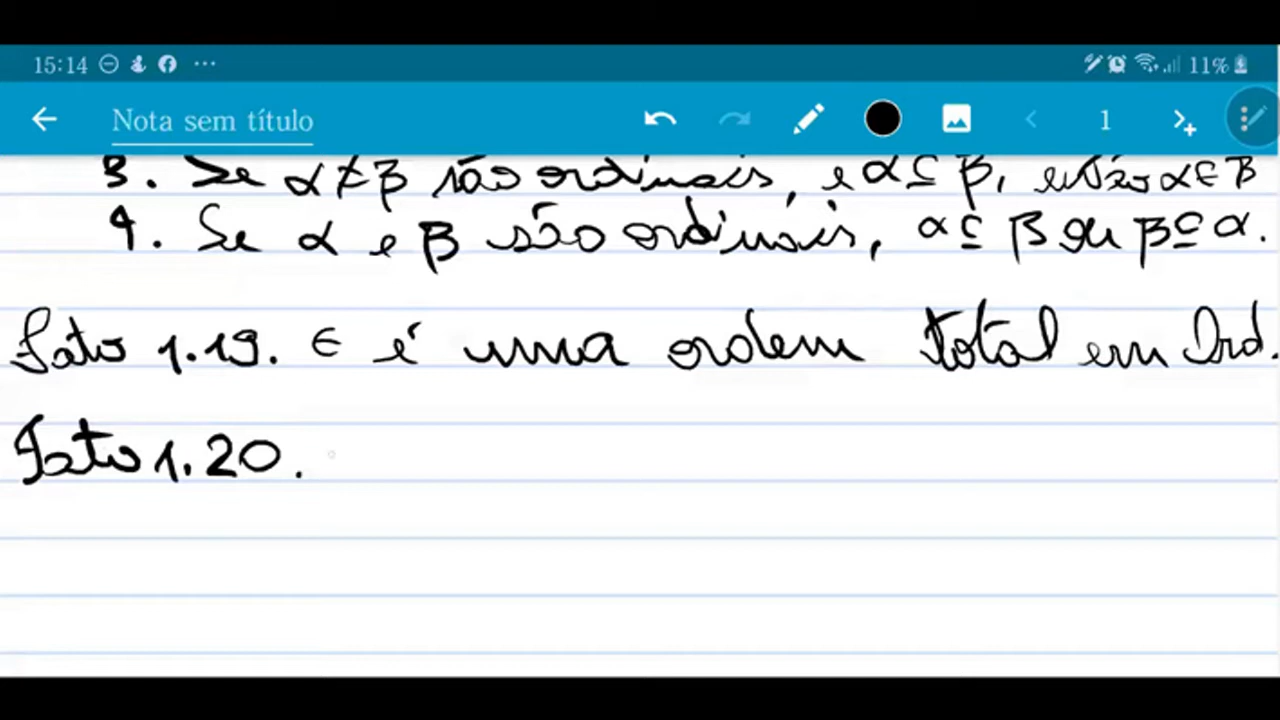 15:14 ... 11%
Nota sem título 1
3. Se α ≠ β são ordinais, e α ⊆ β, então α ∈ β
4. Se α e β são ordinais, α ⊆ β ou β ⊆ α.
Fato 1.19. ∈ é uma ordem total em Ord.
Fato 1.20.